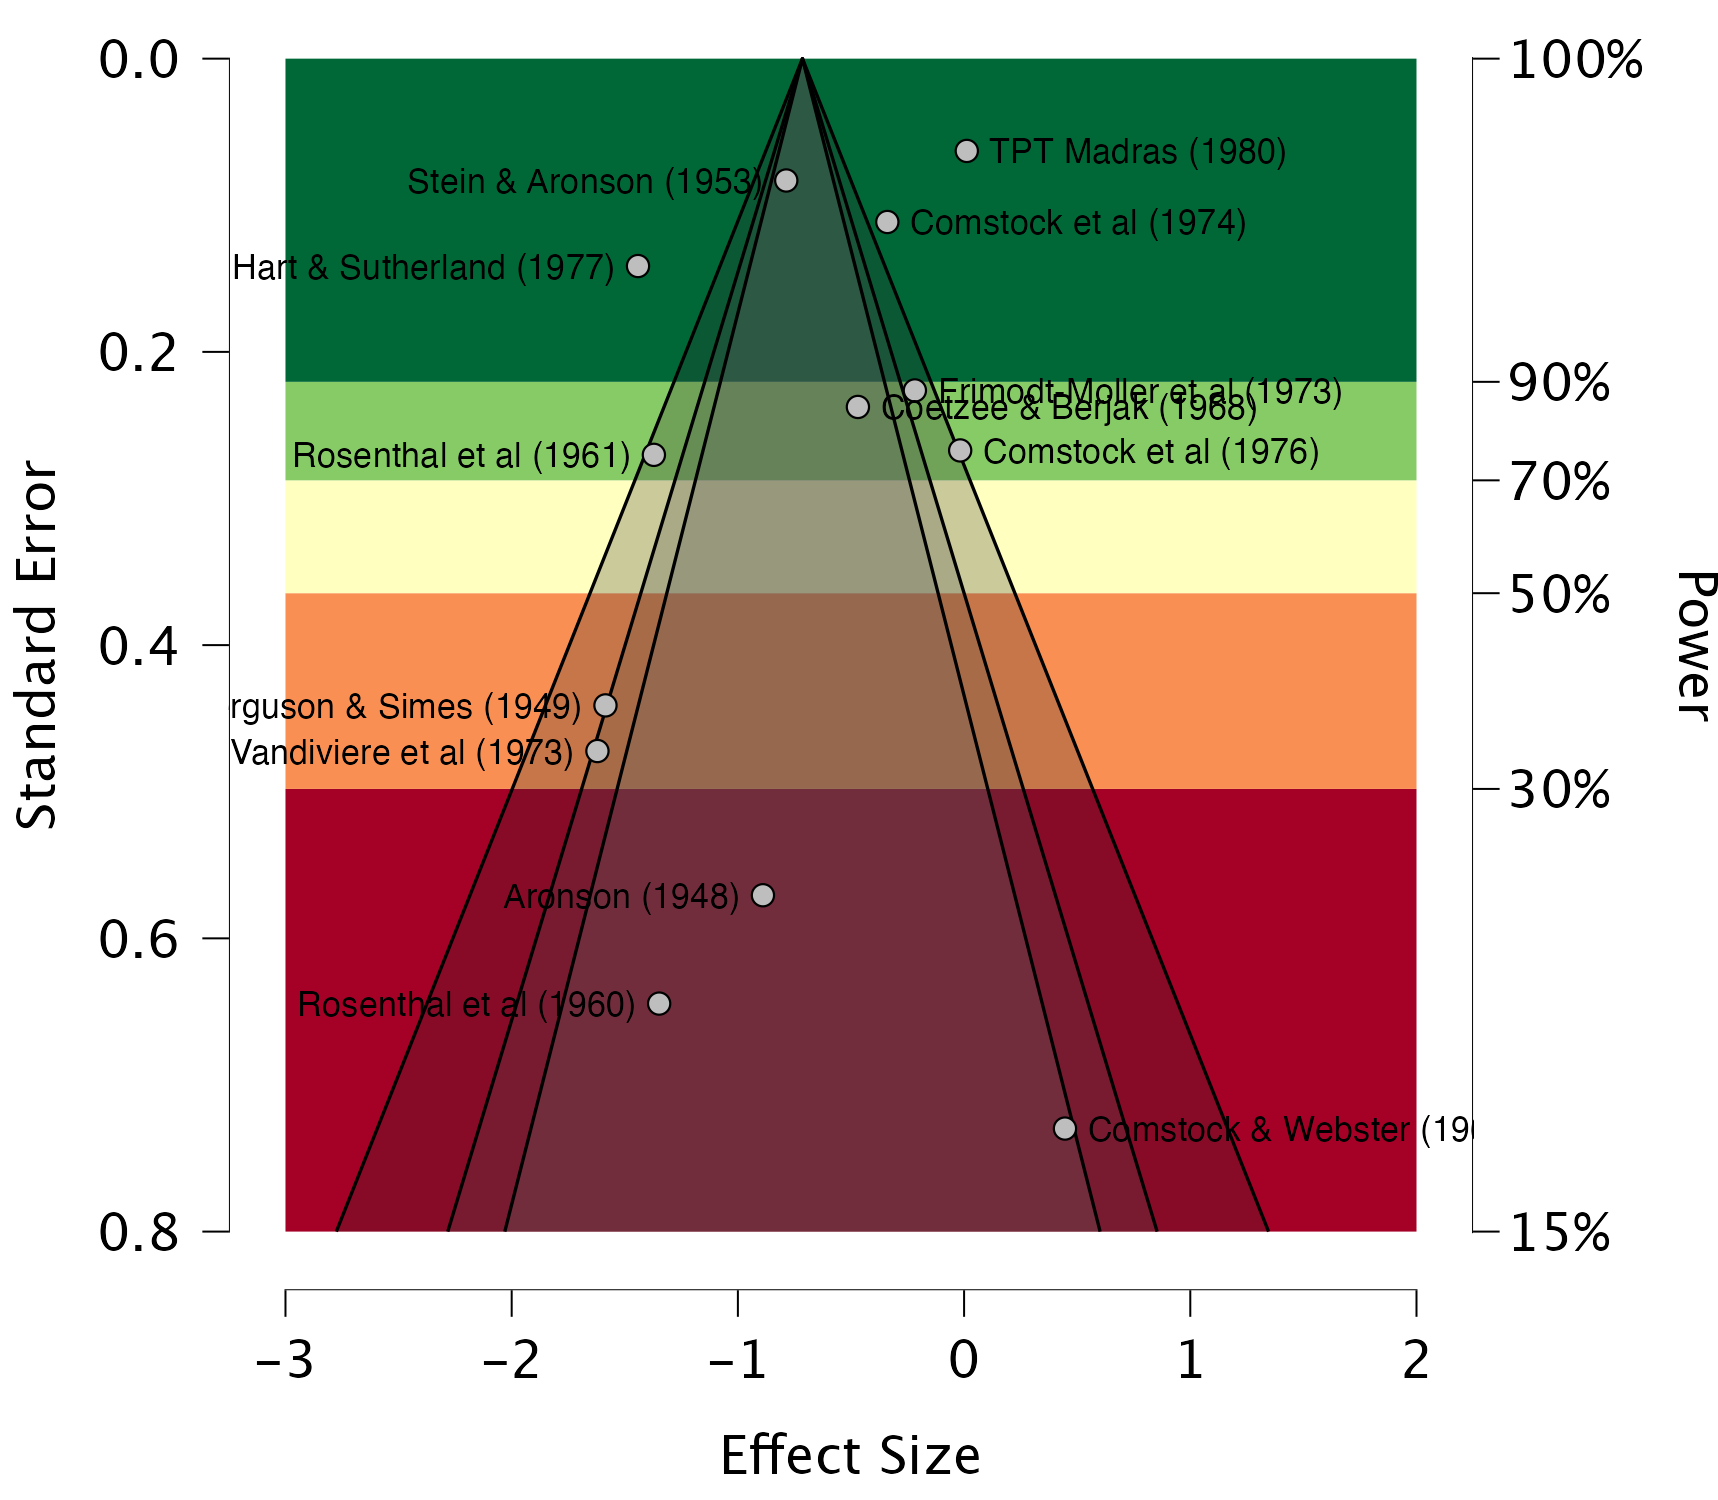 0.0
100%
TPT Madras (1980)
Stein & Aronson (1953)
Comstock et al (1974)
Hart & Sutherland (1977)
0.2
90%
Frimodt-Moller et al (1973)
Coetzee & Berjak (1968)
Rosenthal et al (1961)
Comstock et al (1976)
70%
50%
Standard Error
Power
0.4
rguson & Simes (1949)
Vandiviere et al (1973)
30%
Aronson (1948)
0.6
Rosenthal et al (1960)
Comstock & Webster (19
0.8
15%
−3
−2
−1
0
1
2
Effect Size